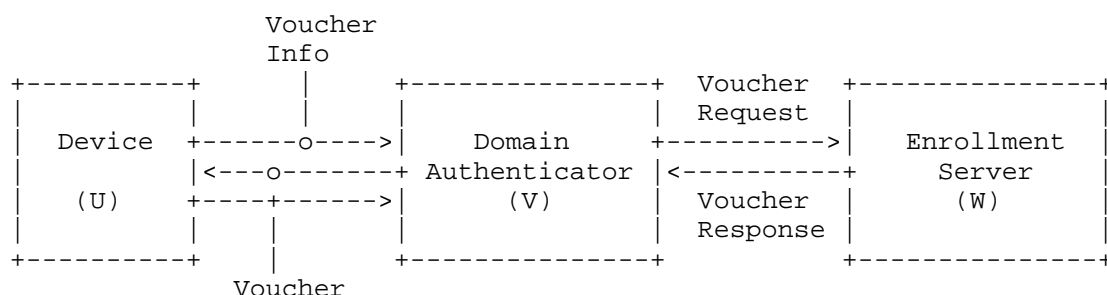 Voucher
Info
Voucher
Request
Device Domain Enrollment
Authenticator Server
(U) (V) Voucher (W)
Response
Voucher